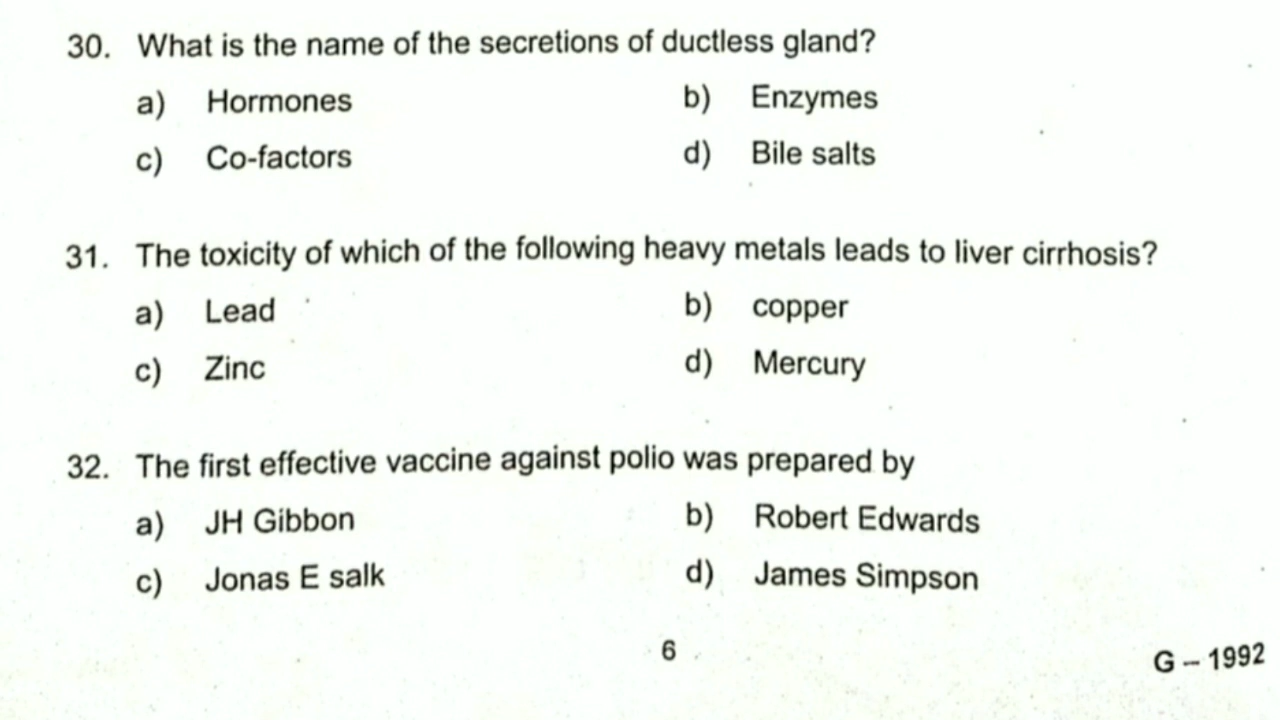 30. What is the name of the secretions of ductless gland?
a) Hormones b) Enzymes
c) Co-factors d) Bile salts
31. The toxicity of which of the following heavy metals leads to liver cirrhosis?
a) Lead b) copper
c) Zinc d) Mercury
32. The first effective vaccine against polio was prepared by
a) JH Gibbon b) Robert Edwards
c) Jonas E salk d) James Simpson
6 G – 1992